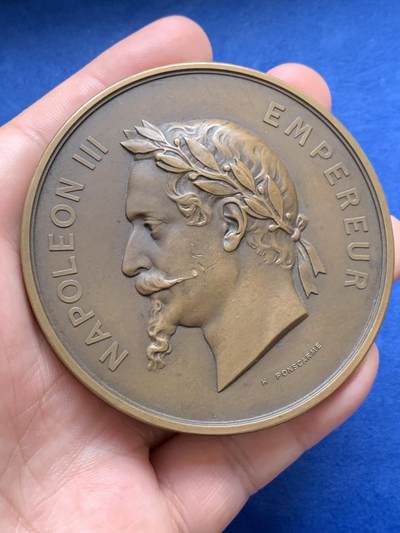 NAPOLEON III
EMPEREUR
H. PONSCARME